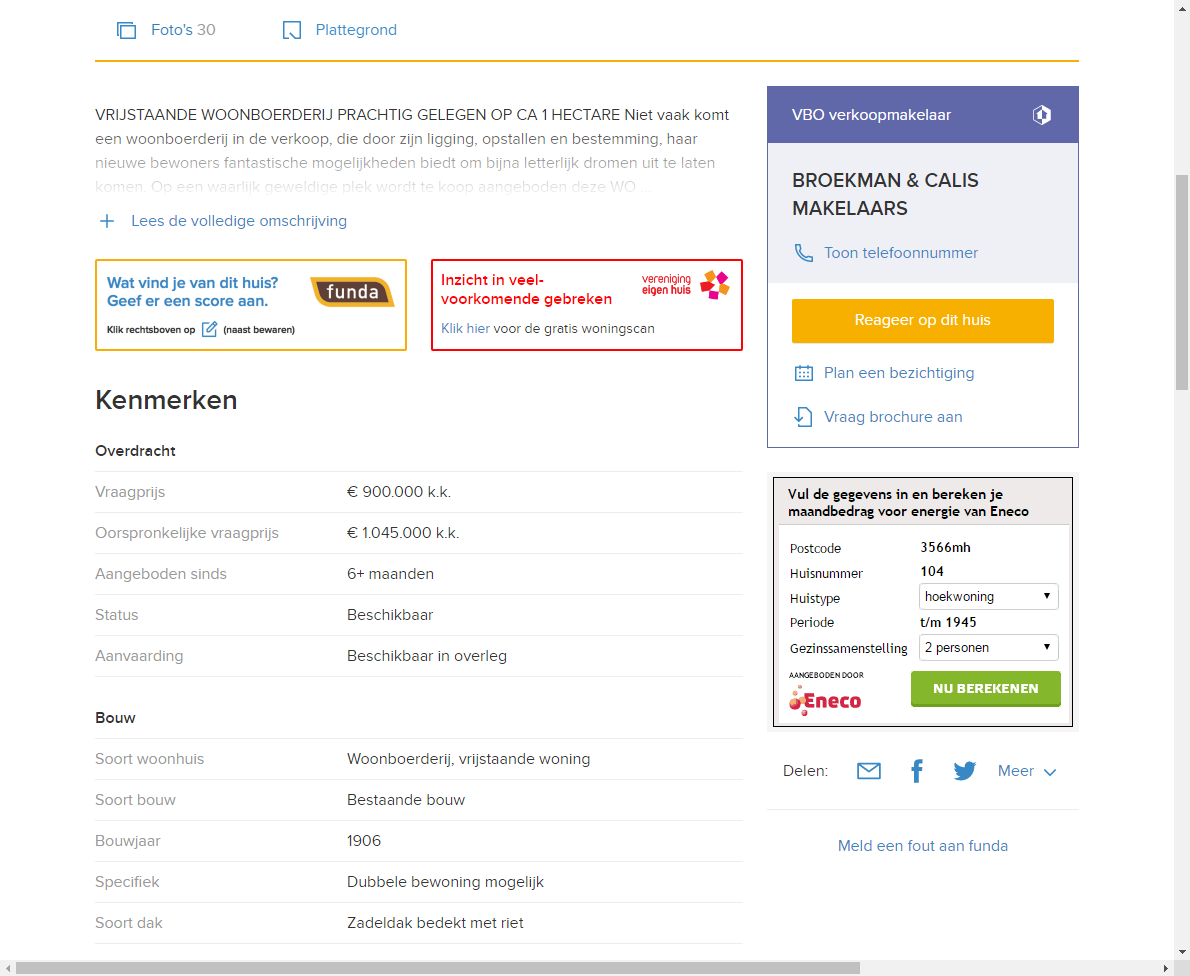 Foto's 30
Plattegrond
VRIJSTAANDE WOONBOERDERIJ PRACHTIG GELEGEN OP CA 1 HECTARE Niet vaak komt
een woonboerderij in de verkoop, die door zijn ligging, opstallen en bestemming, haar
nieuwe bewoners fantastische mogelijkheden biedt om bijna letterlijk dromen uit te laten
komen. Op een waarlijk geweldige plek wordt te koop aangeboden deze WO ...
Lees de volledige omschrijving
Wat vind je van dit huis?
Geef er een score aan.
Klik rechtsboven op (naast bewaren)
funda
Inzicht in veel-
voorkomende gebreken
Klik hier voor de gratis woningscan
vereniging
eigen huis
Kenmerken
Overdracht
Vraagprijs € 900.000 k.k.
Oorspronkelijke vraagprijs € 1.045.000 k.k.
Aangeboden sinds 6+ maanden
Status Beschikbaar
Aanvaarding Beschikbaar in overleg
Bouw
Soort woonhuis Woonboerderij, vrijstaande woning
Soort bouw Bestaande bouw
Bouwjaar 1906
Specifiek Dubbele bewoning mogelijk
Soort dak Zadeldak bedekt met riet
VBO verkoopmakelaar
BROEKMAN & CALIS
MAKELAARS
Toon telefoonnummer
Reageer op dit huis
Plan een bezichtiging
Vraag brochure aan
Vul de gegevens in en bereken je
maandbedrag voor energie van Eneco
Postcode 3566mh
Huisnummer 104
Huistype hoekwoning
Periode t/m 1945
Gezinssamenstelling 2 personen
AANGEBODEN DOOR
Eneco
NU BEREKENEN
Delen: Meer
Meld een fout aan funda